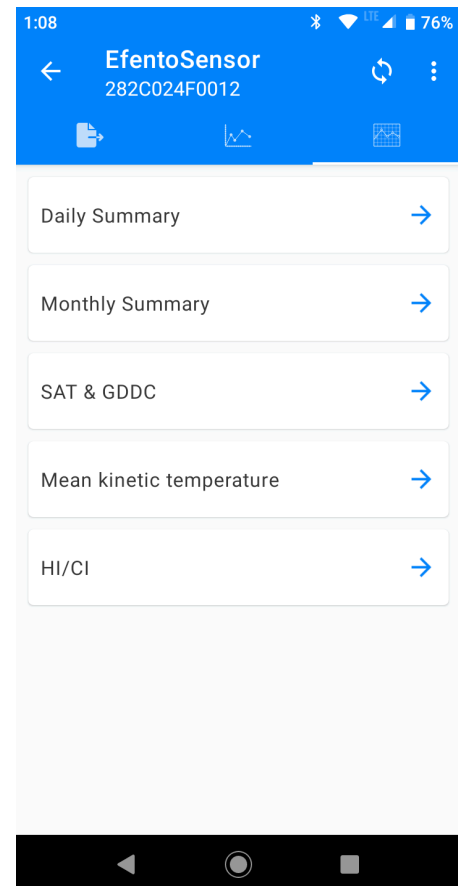 1:08 LTE 76%
EfentoSensor
282C024F0012
Daily Summary
Monthly Summary
SAT & GDDC
Mean kinetic temperature
HI/CI